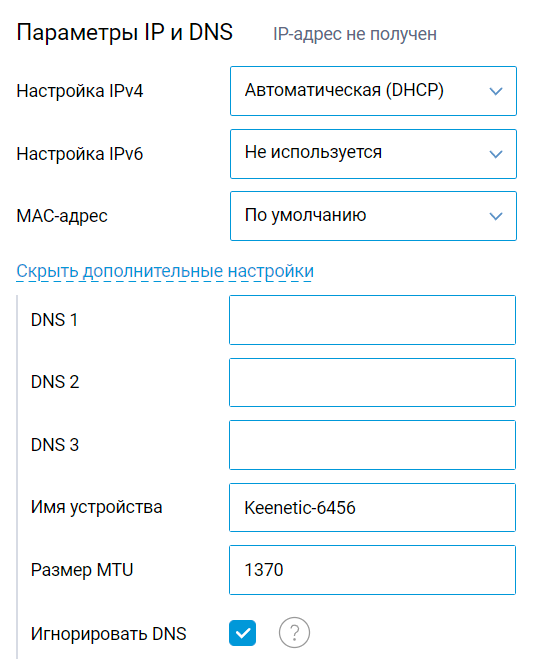 Параметры IP и DNS IP-адрес не получен
Настройка IPv4 Автоматическая (DHCP)
Настройка IPv6 Не используется
MAC-адрес По умолчанию
Скрыть дополнительные настройки
DNS 1
DNS 2
DNS 3
Имя устройства Keenetic-6456
Размер MTU 1370
Игнорировать DNS ?